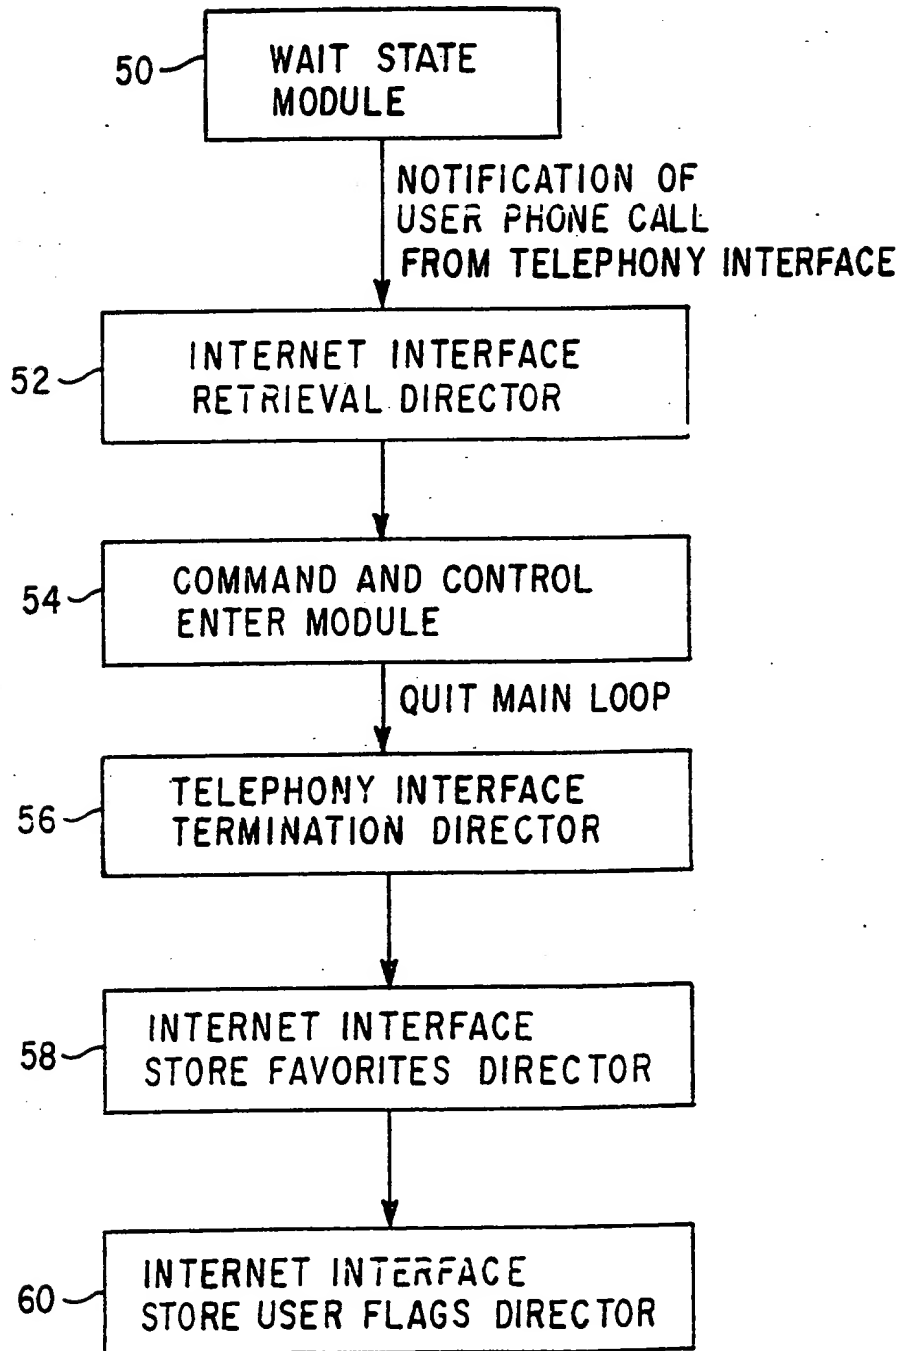 50
WAIT STATE
MODULE
NOTIFICATION OF
USER PHONE CALL
FROM TELEPHONY INTERFACE
52
INTERNET INTERFACE
RETRIEVAL DIRECTOR
54
COMMAND AND CONTROL
ENTER MODULE
QUIT MAIN LOOP
56
TELEPHONY INTERFACE
TERMINATION DIRECTOR
58
INTERNET INTERFACE
STORE FAVORITES DIRECTOR
60
INTERNET INTERFACE
STORE USER FLAGS DIRECTOR